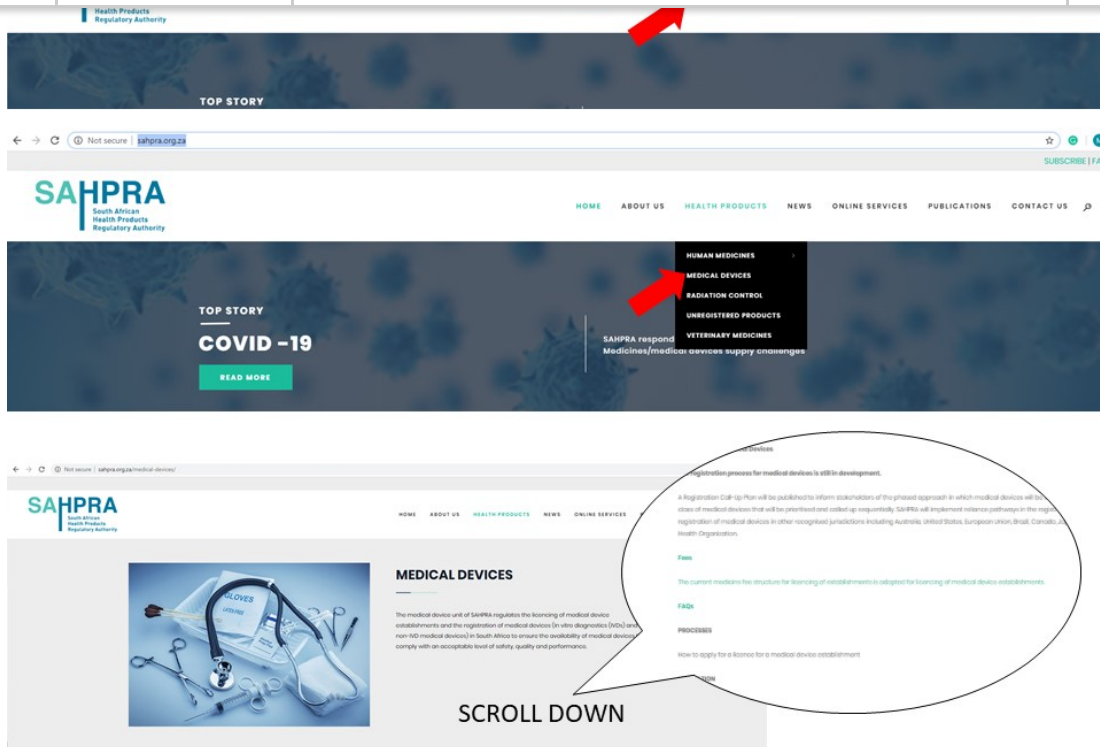 Health Products
Regulatory Authority
TOP STORY
Not secure | sahpra.org.za
SUBSCRIBE | FA
SAHPRA
South African
Health Products
Regulatory Authority
HOME ABOUT US HEALTH PRODUCTS NEWS ONLINE SERVICES PUBLICATIONS CONTACT US
HUMAN MEDICINES
MEDICAL DEVICES
RADIATION CONTROL
UNREGISTERED PRODUCTS
VETERINARY MEDICINES
TOP STORY
COVID -19
READ MORE
SAHPRA respond
Medicines/medical devices supply challenges
Not secure | sahpra.org.za/medical-devices/
SAHPRA
South African
Health Products
Regulatory Authority
HOME ABOUT US HEALTH PRODUCTS NEWS ONLINE SERVICES
GLOVES
LATEX FREE
MEDICAL DEVICES
The medical device unit of SAHPRA regulates the licencing of medical device
establishments and the registration of medical devices (in vitro diagnostics (IVDs) and
non-IVD medical devices) in South Africa to ensure the availability of medical devices
comply with an acceptable level of safety, quality and performance.
SCROLL DOWN
Devices
registration process for medical devices is still in development.
A Registration Call-Up Plan will be published to inform stakeholders of the phased approach in which medical devices will be
class of medical devices that will be prioritised and called up sequentially. SAHPRA will implement reliance pathways in the
registration of medical devices in other recognised jurisdictions including Australia, United States, European Union, Brazil, Canada,
Health Organization.
Fees
The current medicine fee structure for licencing of establishments is adopted for licencing of medical device establishments.
FAQs
PROCESSES
How to apply for a licence for a medical device establishment